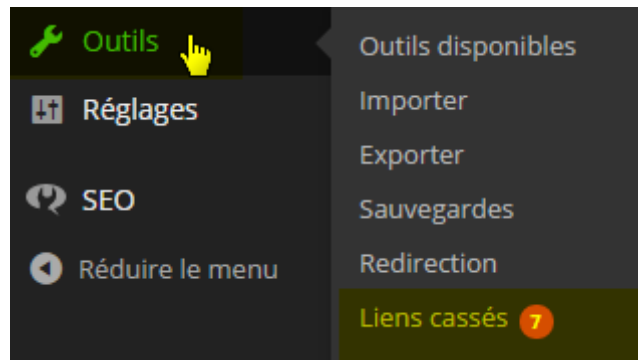 Outils
Réglages
SEO
Réduire le menu
Outils disponibles
Importer
Exporter
Sauvegardes
Redirection
Liens cassés 7